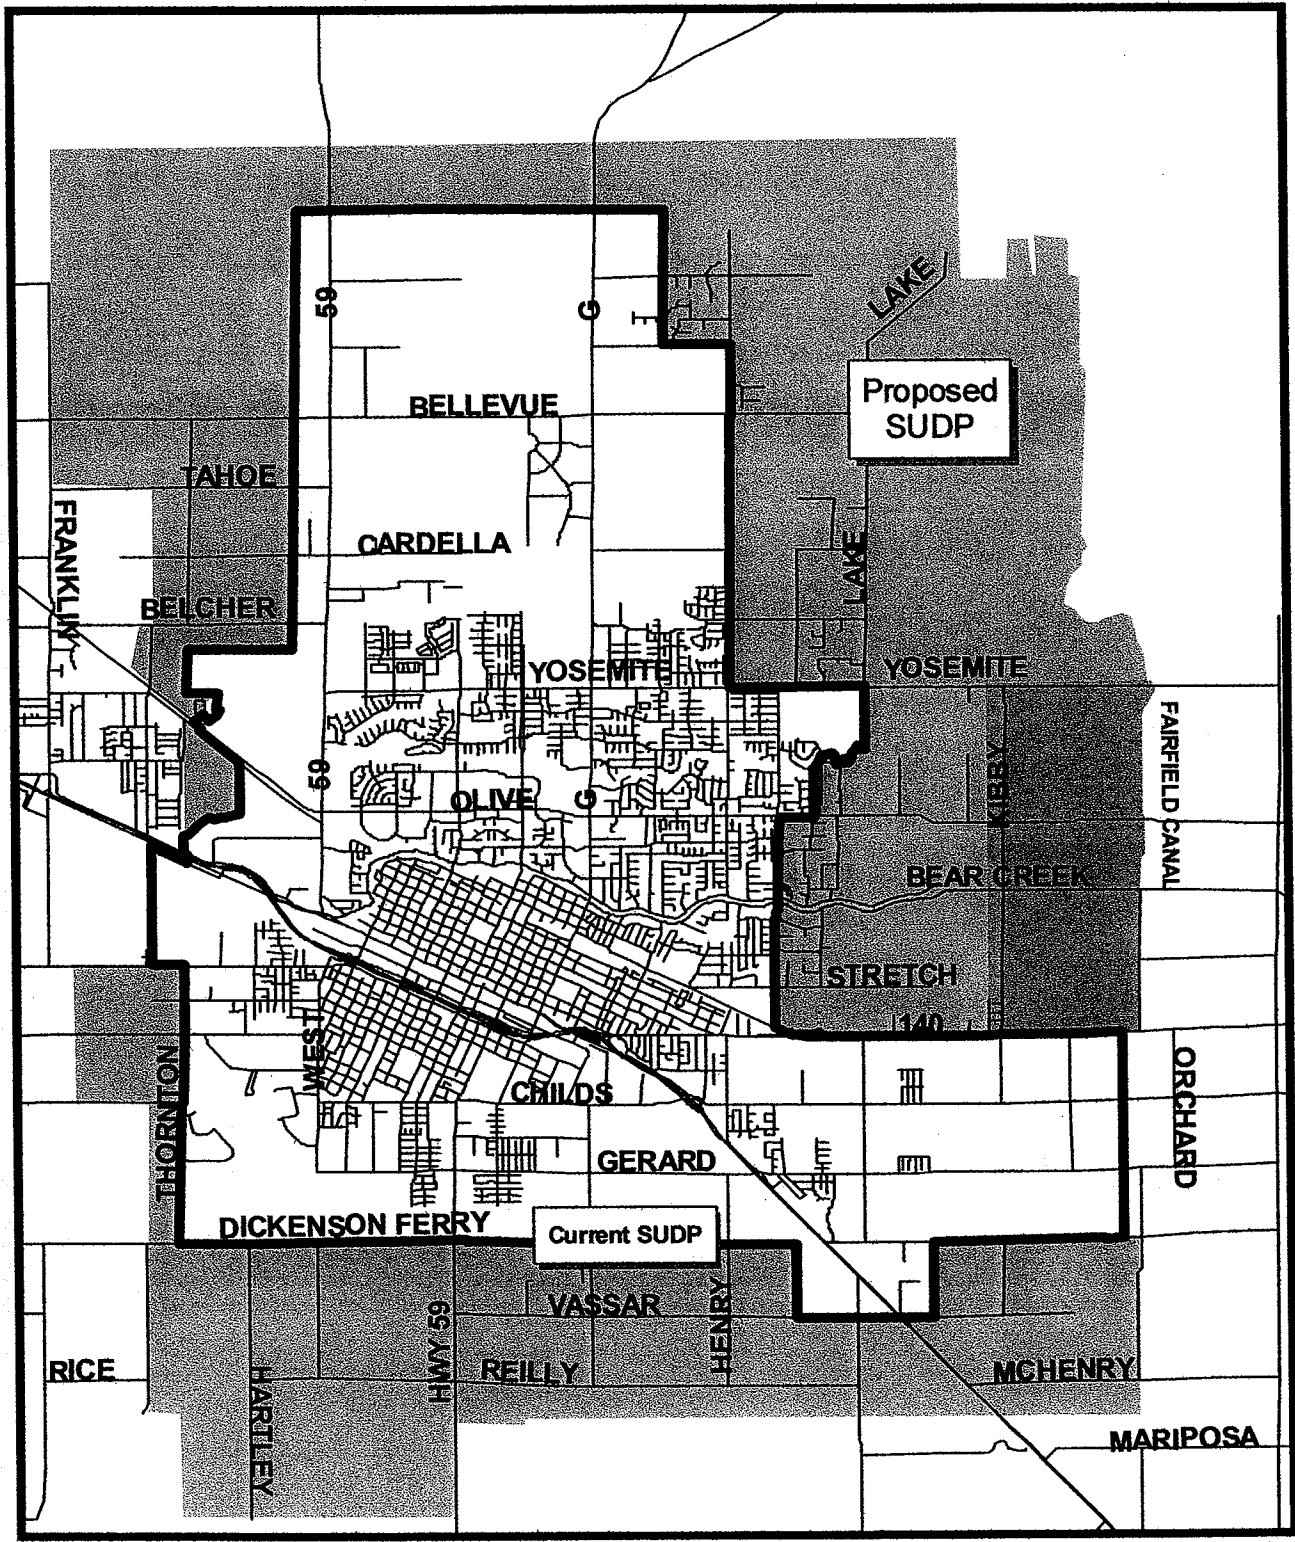 LAKE
59
G
Proposed
SUDP
BELLEVUE
TAHOE
FRANKLIN
CARDELLA
LAKE
BELCHER
YOSEMITE
YOSEMITE
FAIRFIELD CANAL
KIBBY
59
OLIVE
G
BEAR CREEK
STRETCH
140
WEST
THORNTON
CHILDS
ORCHARD
GERARD
DICKENSON FERRY
Current SUDP
VASSAR
HENRY
HWY 59
RICE
REILLY
MCHENRY
HARTLEY
MARIPOSA